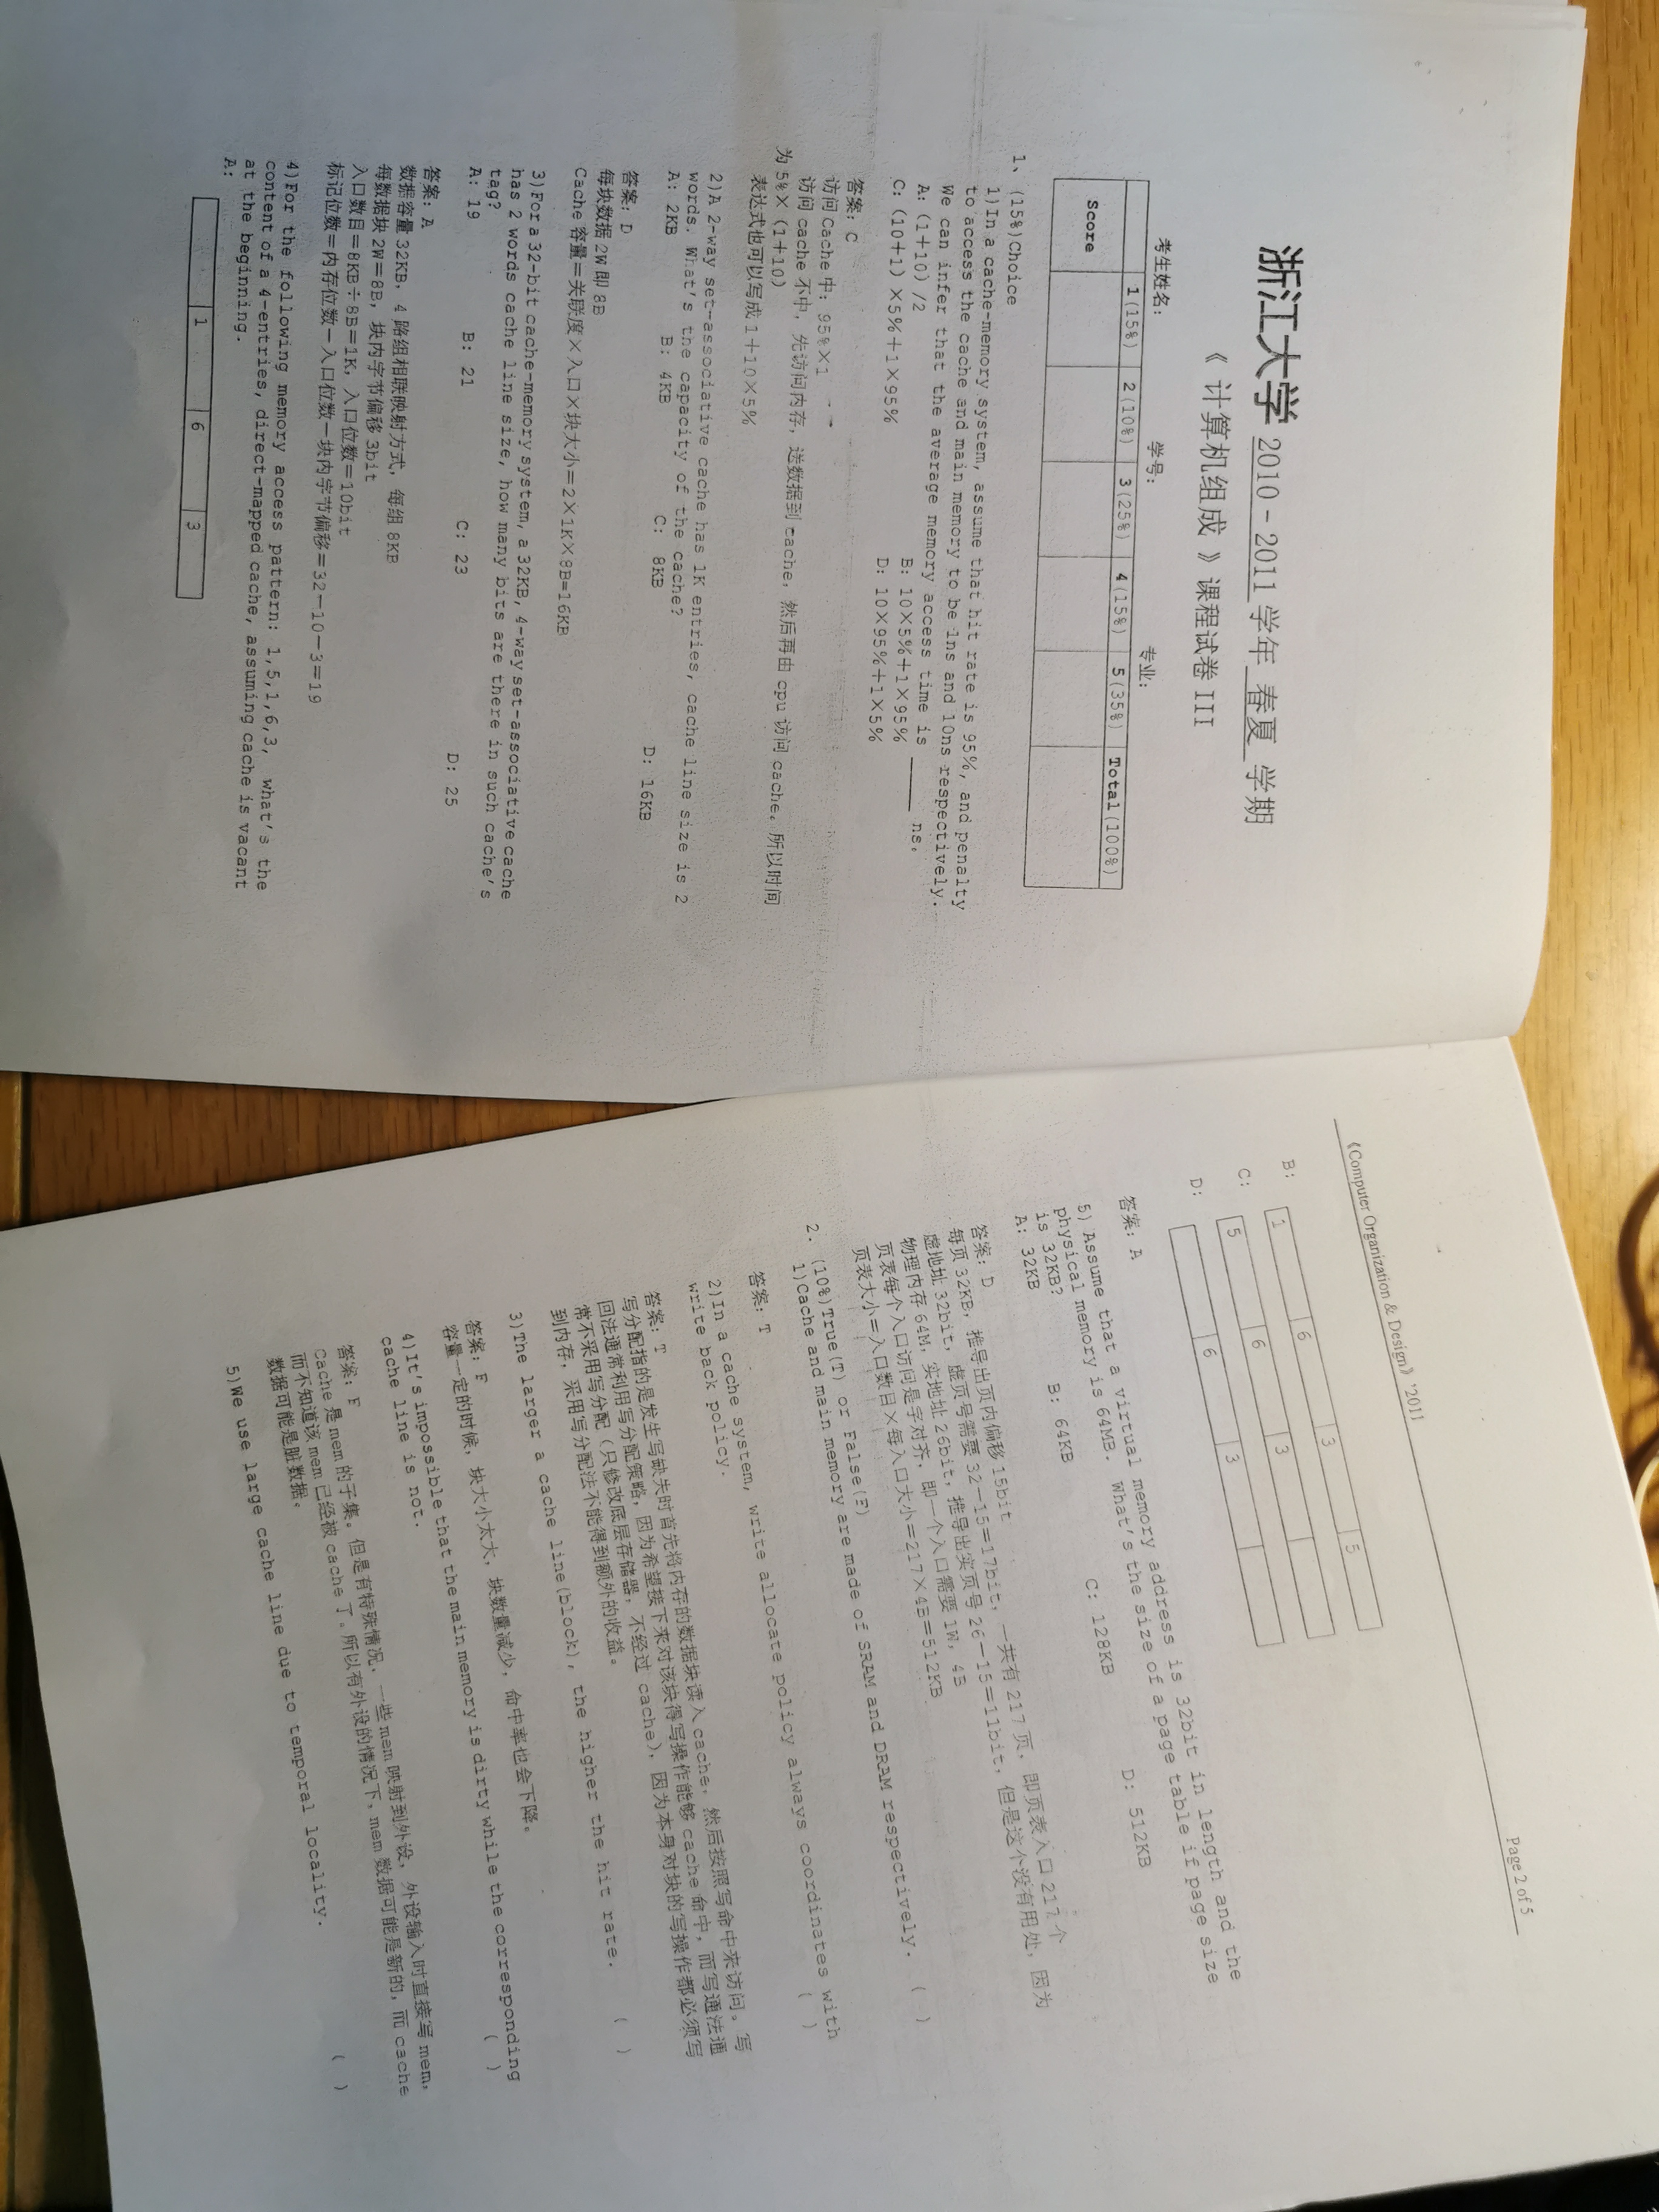 浙江大学 2010-2011 学年 春夏 学期
《 计算机组成 》课程试卷 III
考生姓名： 学号： 专业：
1(15%) 2(10%) 3(25%) 4(15%) 5(35%) Total(100%)
Score
1、(15%)Choice
1)In a cache-memory system, assume that hit rate is 95%, and penalty
to access the cache and main memory to be 1ns and 10ns respectively.
We can infer that the average memory access time is ____ ns。
A: (1+10)/2 B: 10×5%+1×95%
C: (10+1)×5%+1×95% D: 10×95%+1×5%
答案：C
访问 Cache 中：95%×1
访问 cache 不中，先访问内存，送数据到 cache，然后再由 cpu 访问 cache。所以时间
为 5%×(1+10)
表达式也可以写成 1+10×5%
2)A 2-way set-associative cache has 1K entries, cache line size is 2
words. What's the capacity of the cache?
A: 2KB B: 4KB C: 8KB D: 16KB
答案：D
每块数据 2W 即 8B
Cache 容量＝关联度×入口×块大小＝2×1K×8B=16KB
3)For a 32-bit cache-memory system, a 32KB, 4-way set-associative cache
has 2 words cache line size, how many bits are there in such cache's
tag?
A: 19 B: 21 C: 23 D: 25
答案：A
数据容量 32KB，4 路组相联映射方式，每组 8KB
每数据块 2W＝8B，块内字节偏移 3bit
入口数目＝8KB÷8B＝1K，入口位数＝10bit
标记位数＝内存位数－入口位数－块内字节偏移＝32－10－3＝19
4)For the following memory access pattern: 1,5,1,6,3, what's the
content of a 4-entries, direct-mapped cache, assuming cache is vacant
at the beginning.
A:
1 6 3
《Computer Organization & Design》'2011 Page 2 of 5
B: 1 6 3 5
C: 5 6 3
D: 6 3
答案：A
5) Assume that a virtual memory address is 32bit in length and the
physical memory is 64MB. What's the size of a page table if page size
is 32KB?
A: 32KB B: 64KB C: 128KB D: 512KB
答案：D
每页 32KB，推导出页内偏移 15bit
虚地址 32bit，虚页号需要 32－15＝17bit，一共有 217 页，即页表入口 217 个
物理内存 64M，实地址 26bit，推导出实页号 26－15＝11bit，但是这个没有用处，因为
页表每个入口访问是字对齐，即一个入口需要 1W，4B
页表大小＝入口数目×每入口大小＝217×4B＝512KB
2. (10%)True(T) or False(F)
1)Cache and main memory are made of SRAM and DRAM respectively. ( )
答案：T
2)In a cache system, write allocate policy always coordinates with
write back policy. ( )
答案：T
写分配指的是发生写缺失时首先将内存的数据块读入 cache，然后按照写命中来访问。写
回法通常利用写分配策略，因为希望接下来对该块得写操作能够 cache 命中，而写通法通
常不采用写分配（只修改底层存储器，不经过 cache），因为本身对块的写操作都必须写
到内存，采用写分配法不能得到额外的收益。
3)The larger a cache line(block), the higher the hit rate. ( )
答案：F
容量一定的时候，块大小太大，块数量减少，命中率也会下降。
4)It's impossible that the main memory is dirty while the corresponding
cache line is not. ( )
答案：F
Cache 是 mem 的子集。但是有特殊情况，一些 mem 映射到外设，外设输入时直接写 mem，
而不知道该 mem 已经被 cache 了。所以有外设的情况下，mem 数据可能是新的，而 cache
数据可能是脏数据。
5)We use large cache line due to temporal locality. ( )